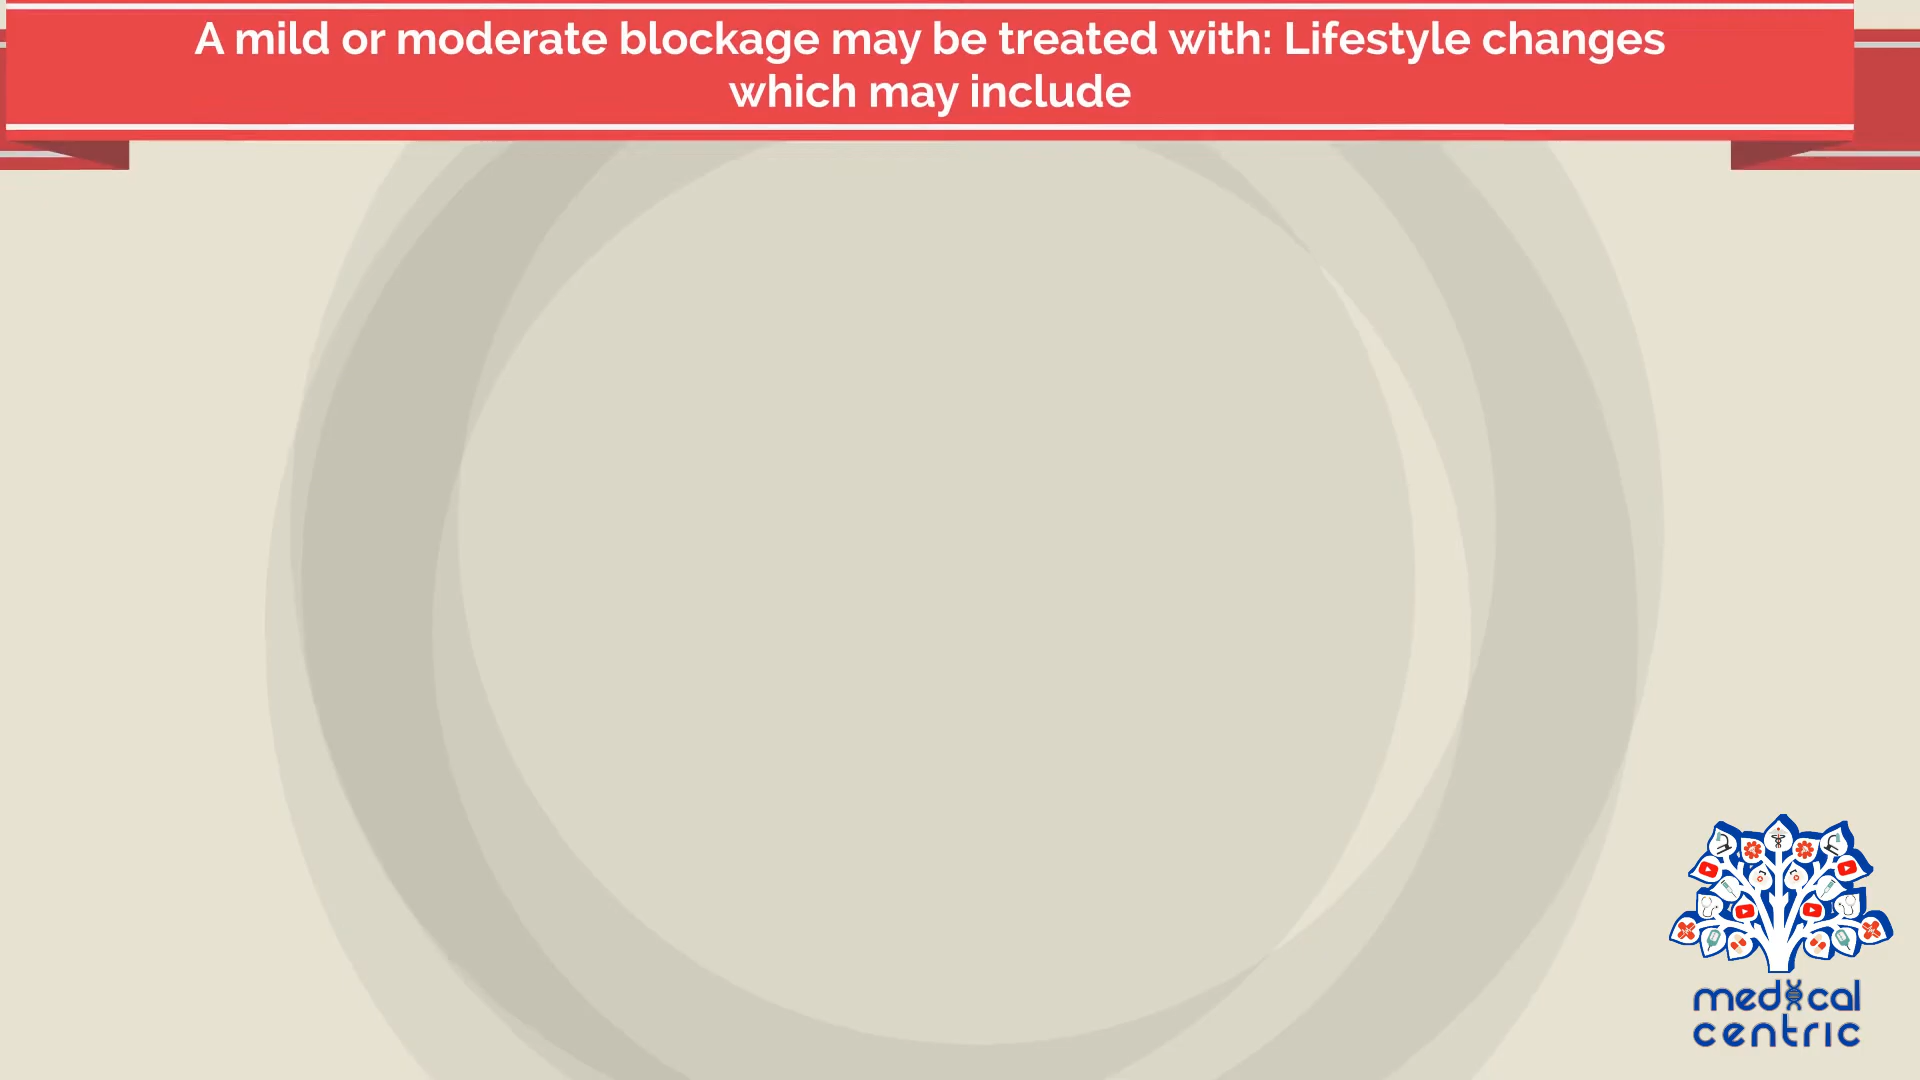 A mild or moderate blockage may be treated with: Lifestyle changes
which may include
medical
centric